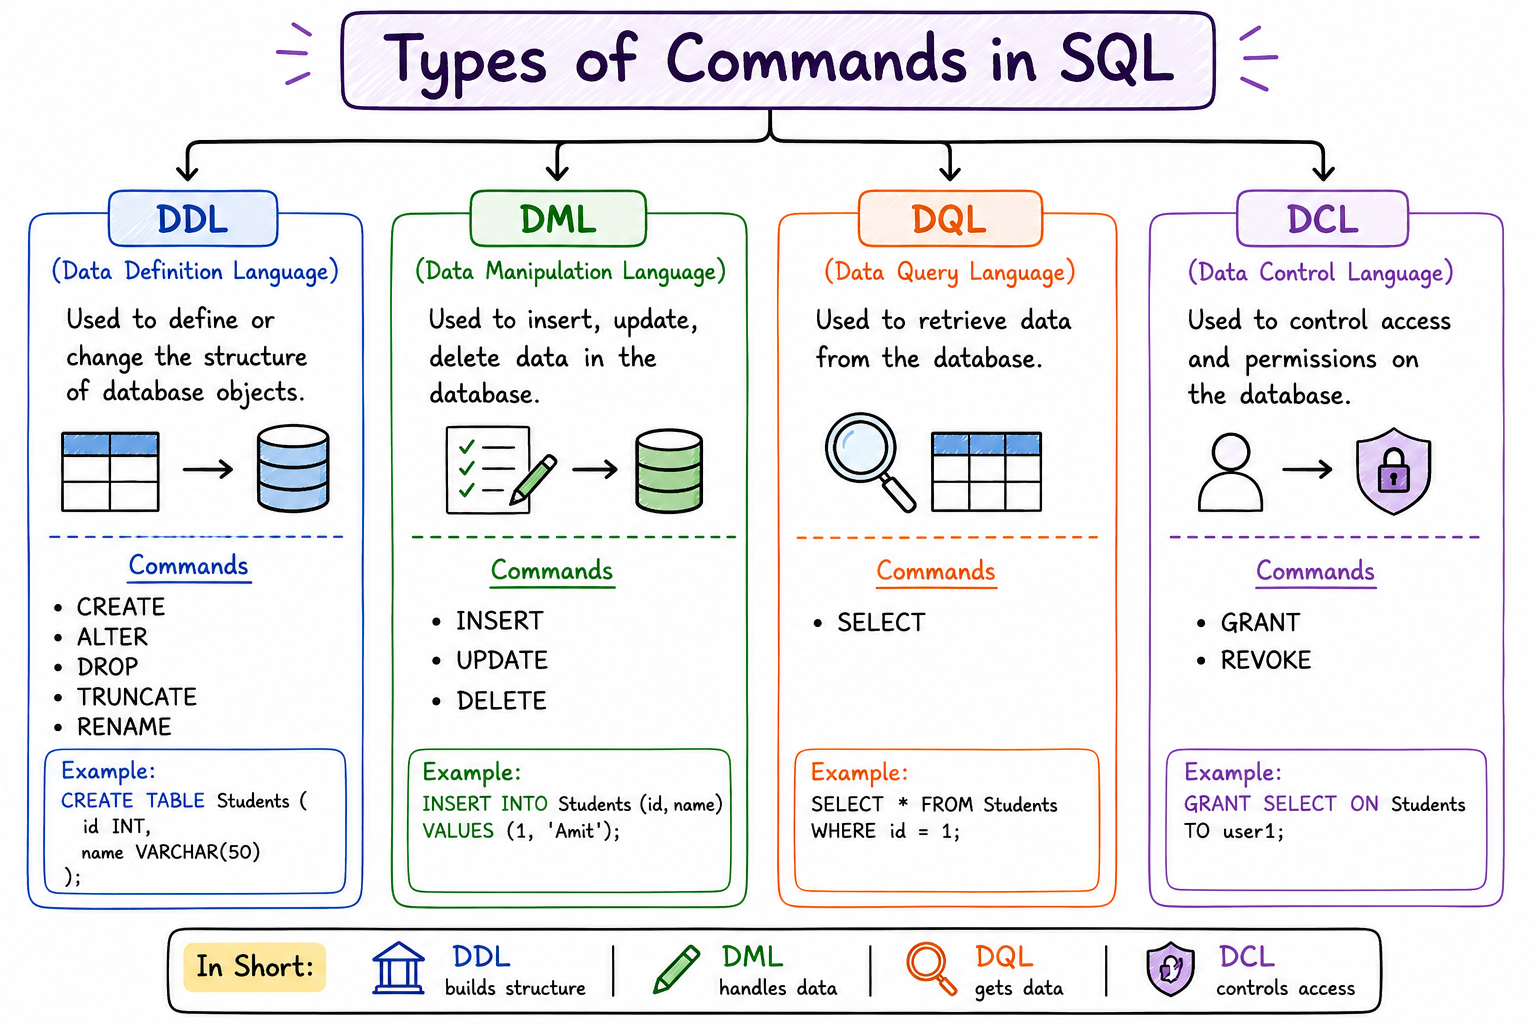 Types of Commands in SQL
DDL
(Data Definition Language)
Used to define or
change the structure
of database objects.
Commands
• CREATE
• ALTER
• DROP
• TRUNCATE
• RENAME
Example:
CREATE TABLE Students (
id INT,
name VARCHAR(50)
);
DML
(Data Manipulation Language)
Used to insert, update,
delete data in the
database.
Commands
• INSERT
• UPDATE
• DELETE
Example:
INSERT INTO Students (id, name)
VALUES (1, 'Amit');
DQL
(Data Query Language)
Used to retrieve data
from the database.
Commands
• SELECT
Example:
SELECT * FROM Students
WHERE id = 1;
DCL
(Data Control Language)
Used to control access
and permissions on
the database.
Commands
• GRANT
• REVOKE
Example:
GRANT SELECT ON Students
TO user1;
In Short:
DDL
builds structure
DML
handles data
DQL
gets data
DCL
controls access